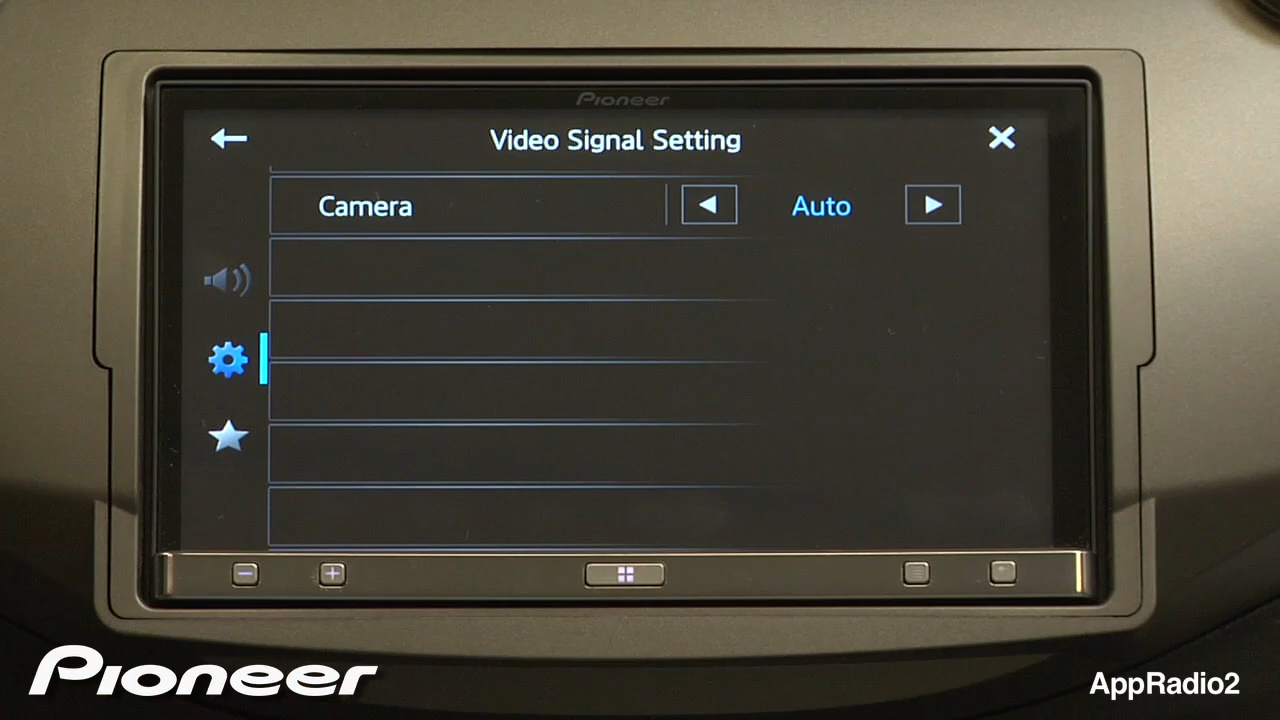 Pioneer
Video Signal Setting
Camera
Auto
Pioneer
AppRadio2